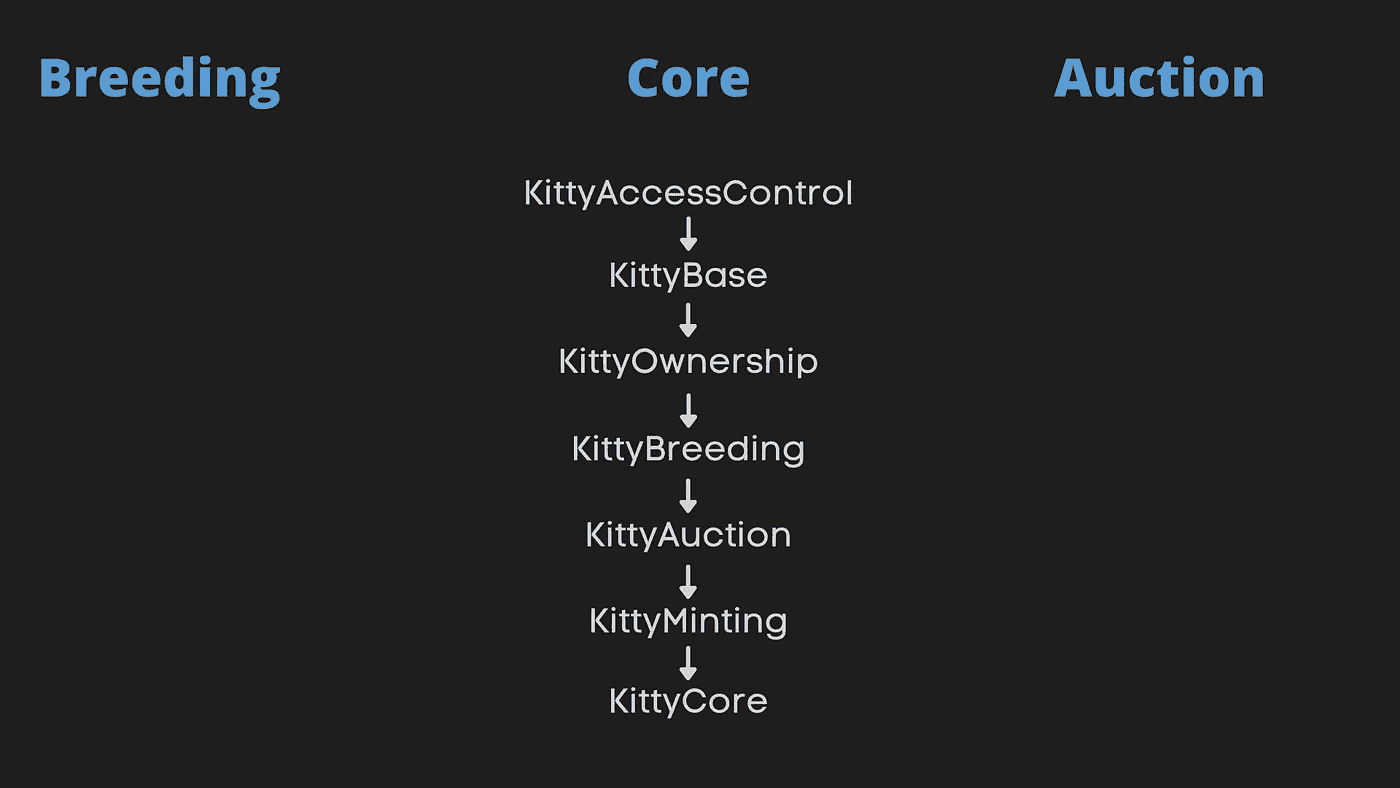 Breeding Core Auction
KittyAccessControl
KittyBase
KittyOwnership
KittyBreeding
KittyAuction
KittyMinting
KittyCore